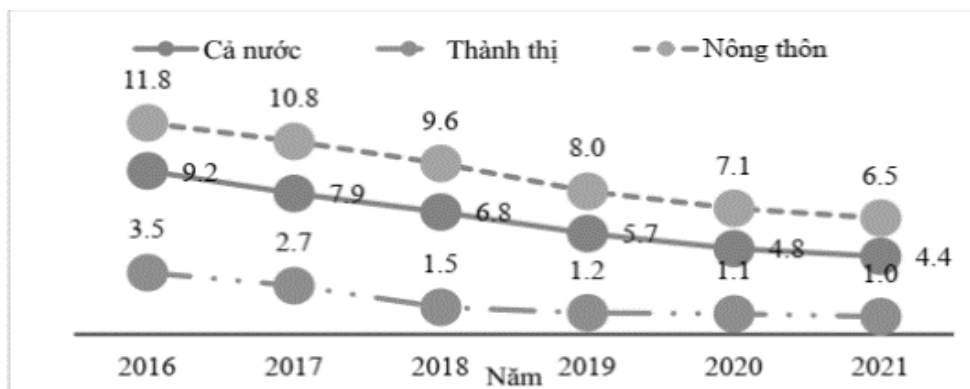 Cả nước Thành thị Nông thôn
11.8 10.8 9.6 8.0 7.1 6.5
9.2 7.9 6.8 5.7 4.8 4.4
3.5 2.7 1.5 1.2 1.1 1.0
2016 2017 2018 2019 2020 2021
Năm